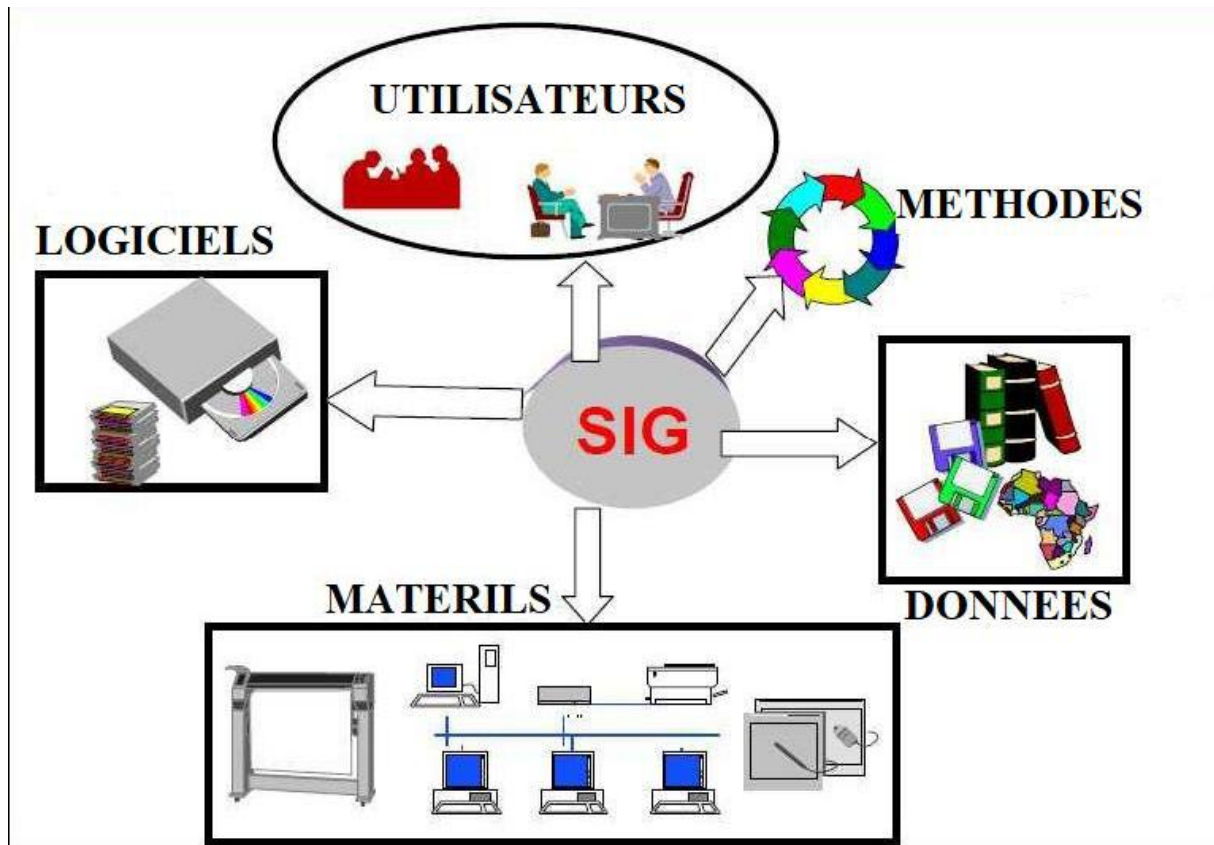 UTILISATEURS
METHODES
LOGICIELS
SIG
MATERILS
DONNEES